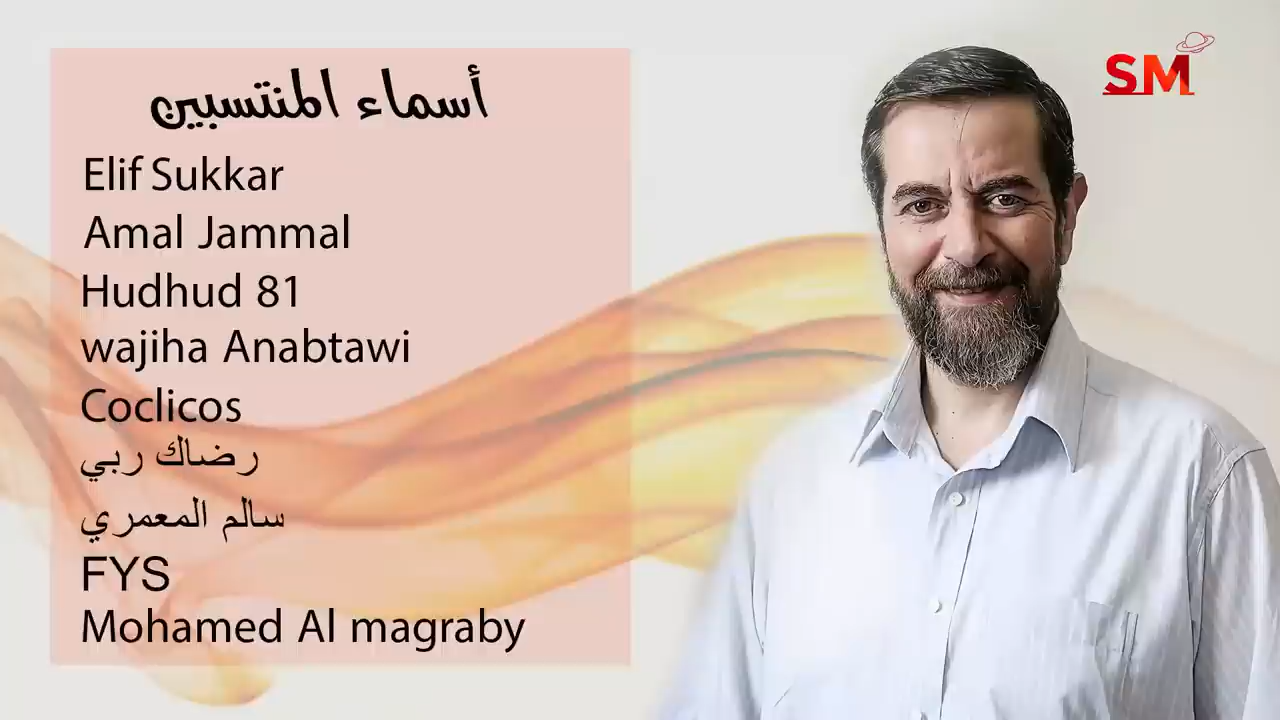 أسماء المنتسبين
Elif Sukkar
Amal Jammal
Hudhud 81
wajiha Anabtawi
Coclicos
رضاك ربي
سالم المعمري
FYS
Mohamed Al magraby
SM